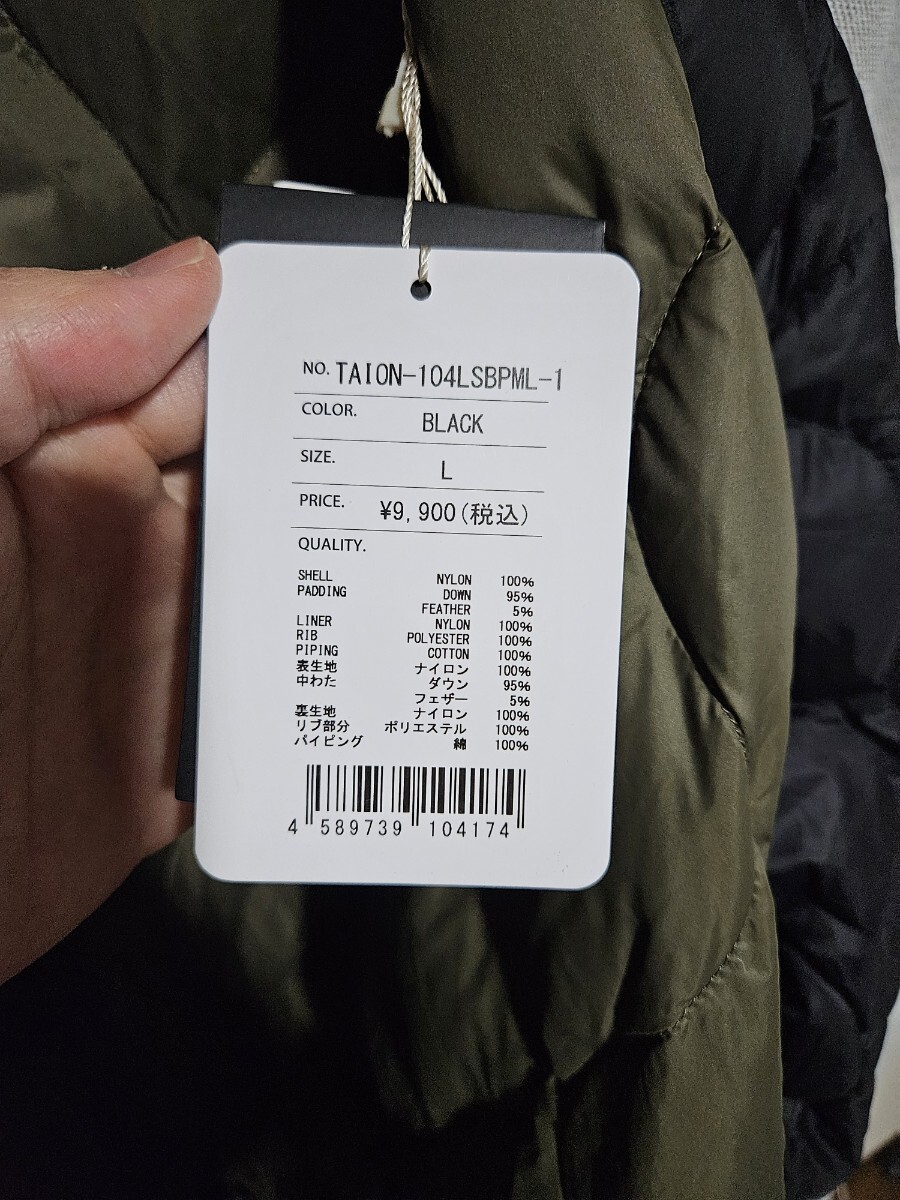 NO. TAION-104LSBPML-1
COLOR. BLACK
SIZE. L
PRICE. ¥9,900(税込)
QUALITY.
SHELL NYLON 100%
PADDING DOWN 95%
FEATHER 5%
LINER NYLON 100%
RIB POLYESTER 100%
PIPING COTTON 100%
表生地 ナイロン 100%
中わた ダウン 95%
フェザー 5%
裏生地 ナイロン 100%
リブ部分 ポリエステル 100%
パイピング 綿 100%
4 589739 104174